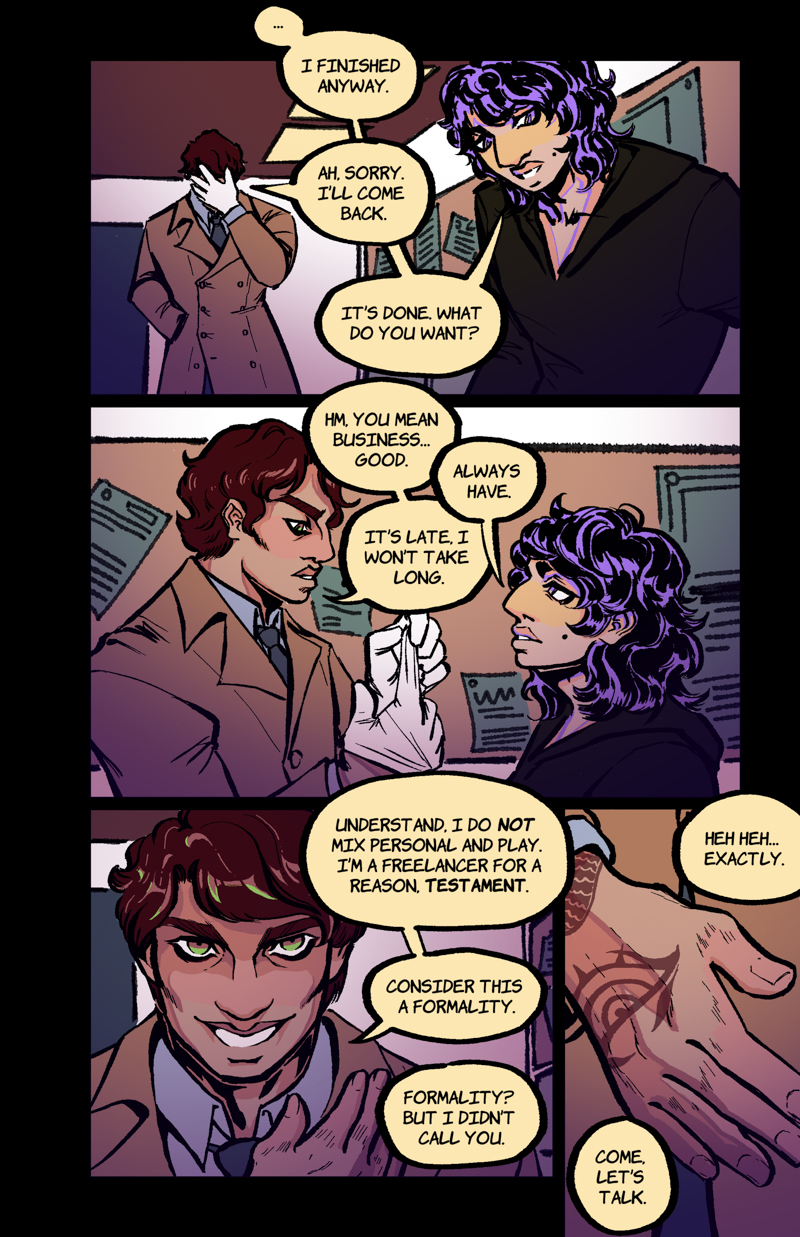 ...
I FINISHED
ANYWAY.
AH, SORRY.
I'LL COME
BACK.
IT'S DONE. WHAT
DO YOU WANT?
HM, YOU MEAN
BUSINESS...
GOOD.
ALWAYS
HAVE.
IT'S LATE, I
WON'T TAKE
LONG.
UNDERSTAND, I DO NOT
MIX PERSONAL AND PLAY.
I'M A FREELANCER FOR A
REASON, TESTAMENT.
CONSIDER THIS
A FORMALITY.
FORMALITY?
BUT I DIDN'T
CALL YOU.
HEH HEH...
EXACTLY.
COME,
LET'S
TALK.